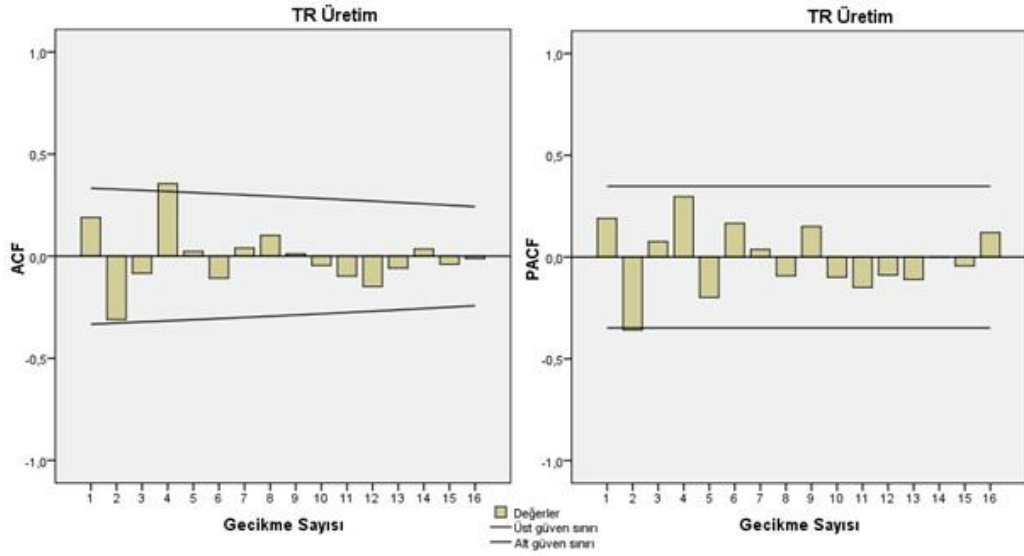 TR Üretim
1,0
0,5
0,0
-0,5
-1,0
ACF
1 2 3 4 5 6 7 8 9 10 11 12 13 14 15 16
Gecikme Sayısı
TR Üretim
1,0
0,5
0,0
-0,5
-1,0
PACF
1 2 3 4 5 6 7 8 9 10 11 12 13 14 15 16
Gecikme Sayısı
Değerler
Üst güven sınırı
Alt güven sınırı